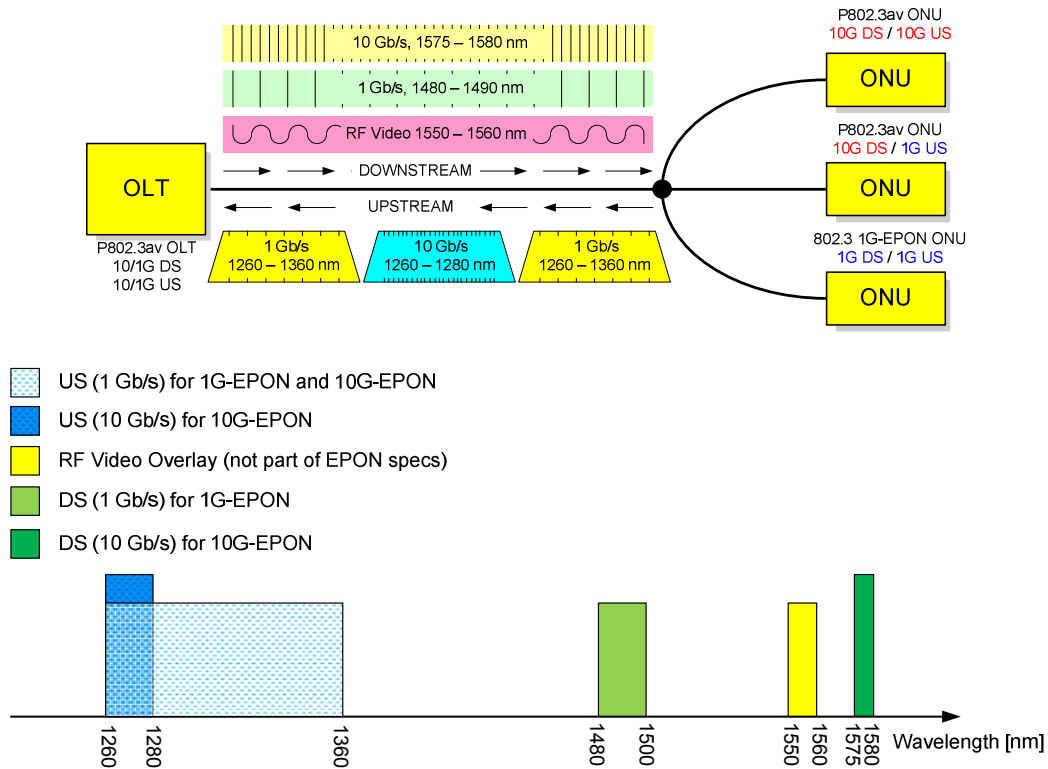 10 Gb/s, 1575 – 1580 nm
1 Gb/s, 1480 – 1490 nm
RF Video 1550 – 1560 nm
DOWNSTREAM
UPSTREAM
OLT
P802.3av OLT
10/1G DS
10/1G US
1 Gb/s
1260 – 1360 nm
10 Gb/s
1260 – 1280 nm
1 Gb/s
1260 – 1360 nm
P802.3av ONU
10G DS / 10G US
ONU
P802.3av ONU
10G DS / 1G US
ONU
802.3 1G-EPON ONU
1G DS / 1G US
ONU
US (1 Gb/s) for 1G-EPON and 10G-EPON
US (10 Gb/s) for 10G-EPON
RF Video Overlay (not part of EPON specs)
DS (1 Gb/s) for 1G-EPON
DS (10 Gb/s) for 10G-EPON
1260
1280
1360
1480
1500
1550
1560
1575
1580
Wavelength [nm]